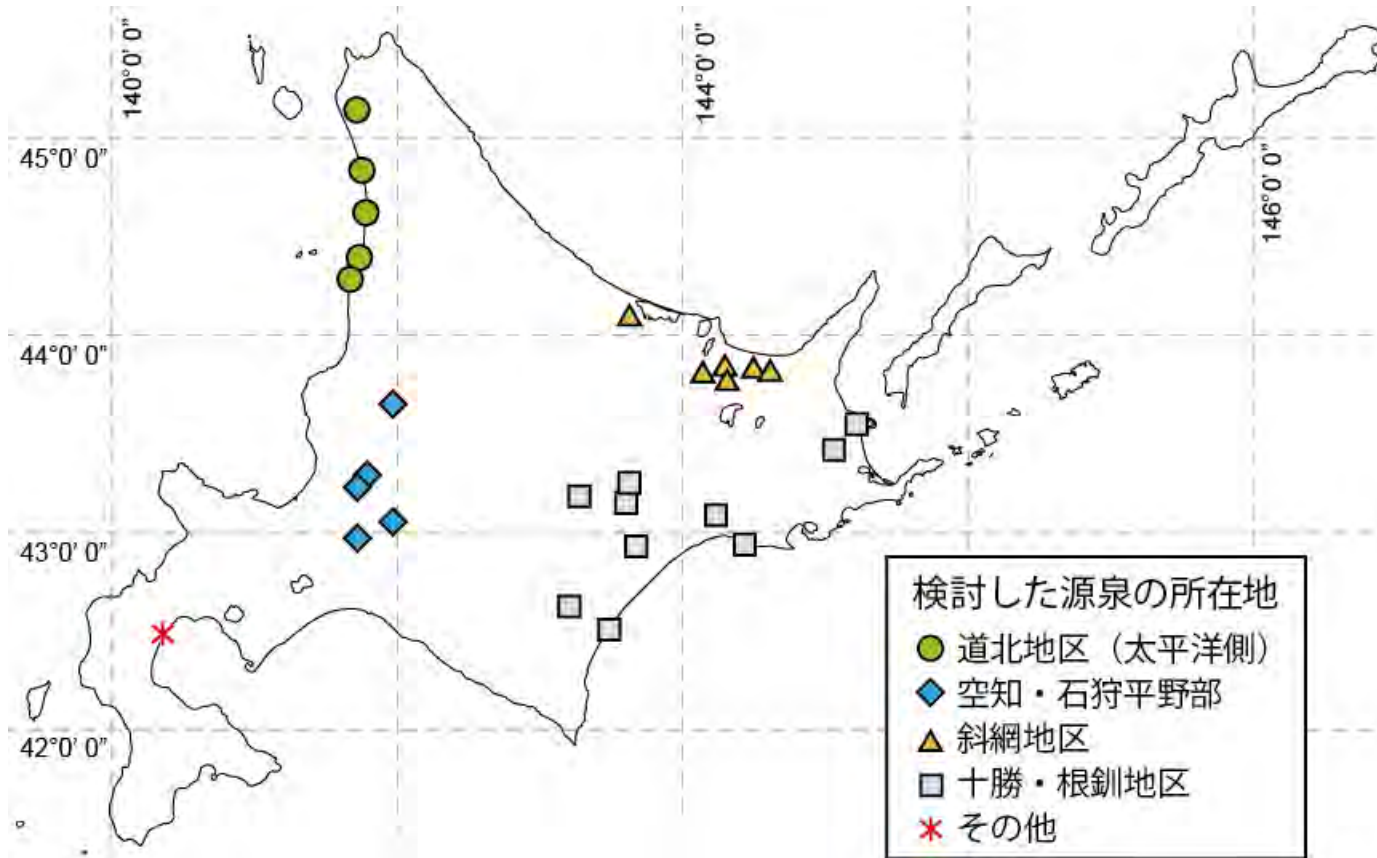 140°0' 0"
144°0' 0"
146°0' 0"
45°0' 0"
44°0' 0"
43°0' 0"
42°0' 0"
検討した源泉の所在地
道北地区（太平洋側）
空知・石狩平野部
斜網地区
十勝・根釧地区
その他